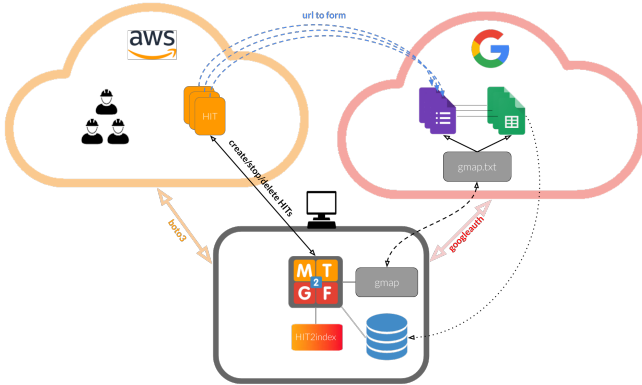 url to form
aws
G
HIT
gmap.txt
create/stop/delete HITs
boto3
googleauth
M T
2
G F
gmap
HIT2index